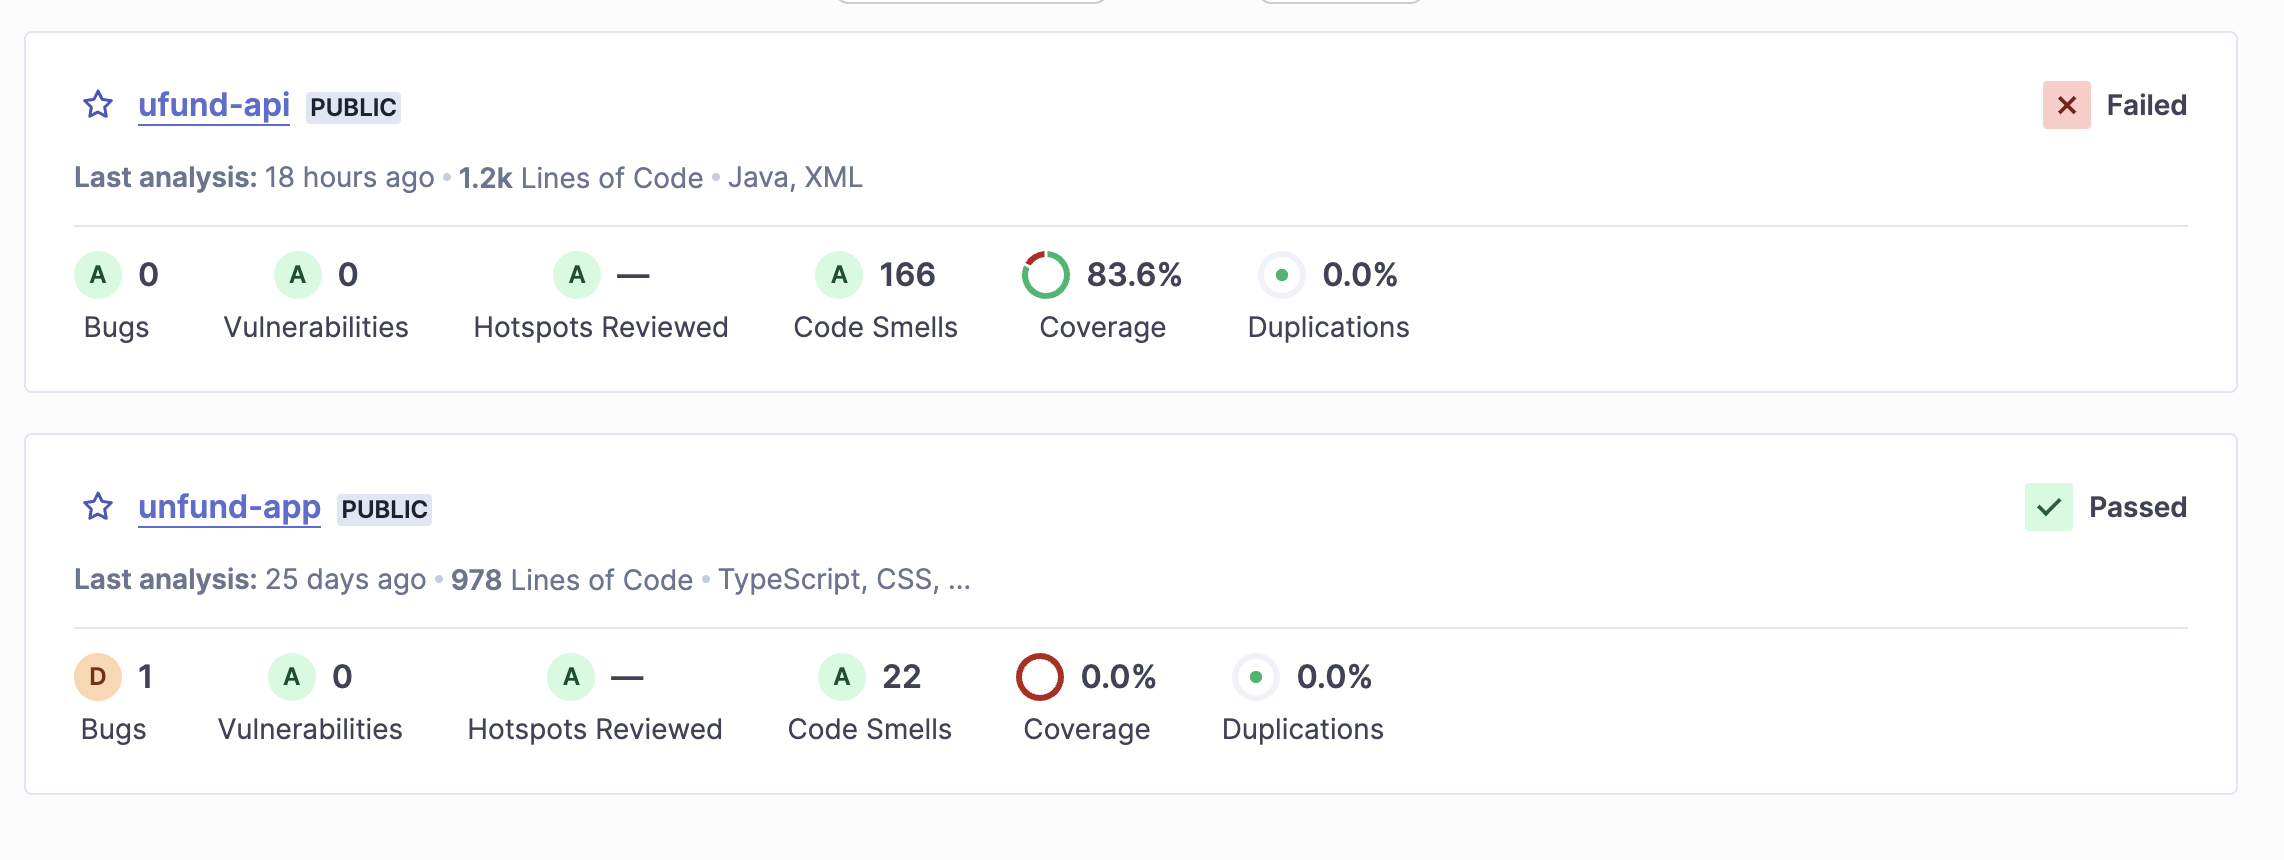 ufund-api PUBLIC Failed
Last analysis: 18 hours ago • 1.2k Lines of Code • Java, XML
A 0 A 0 A — A 166 83.6% 0.0%
Bugs Vulnerabilities Hotspots Reviewed Code Smells Coverage Duplications
unfund-app PUBLIC Passed
Last analysis: 25 days ago • 978 Lines of Code • TypeScript, CSS, ...
D 1 A 0 A — A 22 0.0% 0.0%
Bugs Vulnerabilities Hotspots Reviewed Code Smells Coverage Duplications